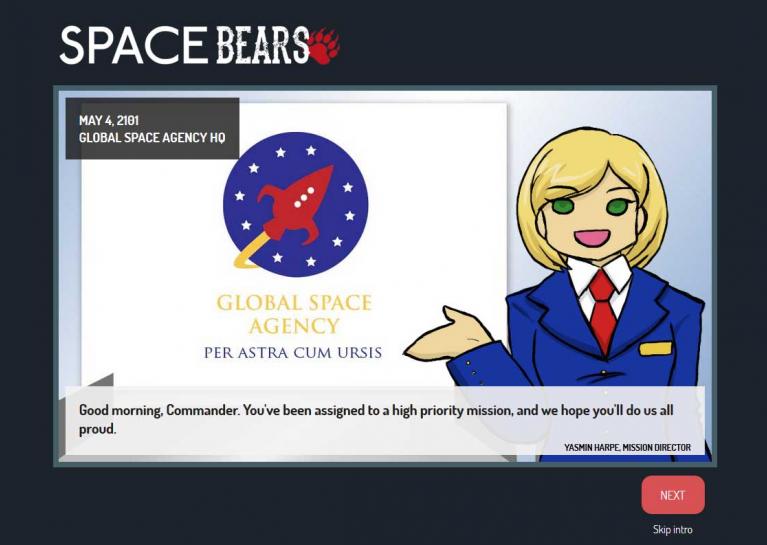 SPACE BEARS
MAY 4, 2101
GLOBAL SPACE AGENCY HQ
GLOBAL SPACE
AGENCY
PER ASTRA CUM URSIS
Good morning, Commander. You've been assigned to a high priority mission, and we hope you'll do us all
proud.
YASMIN HARPE, MISSION DIRECTOR
NEXT
Skip intro